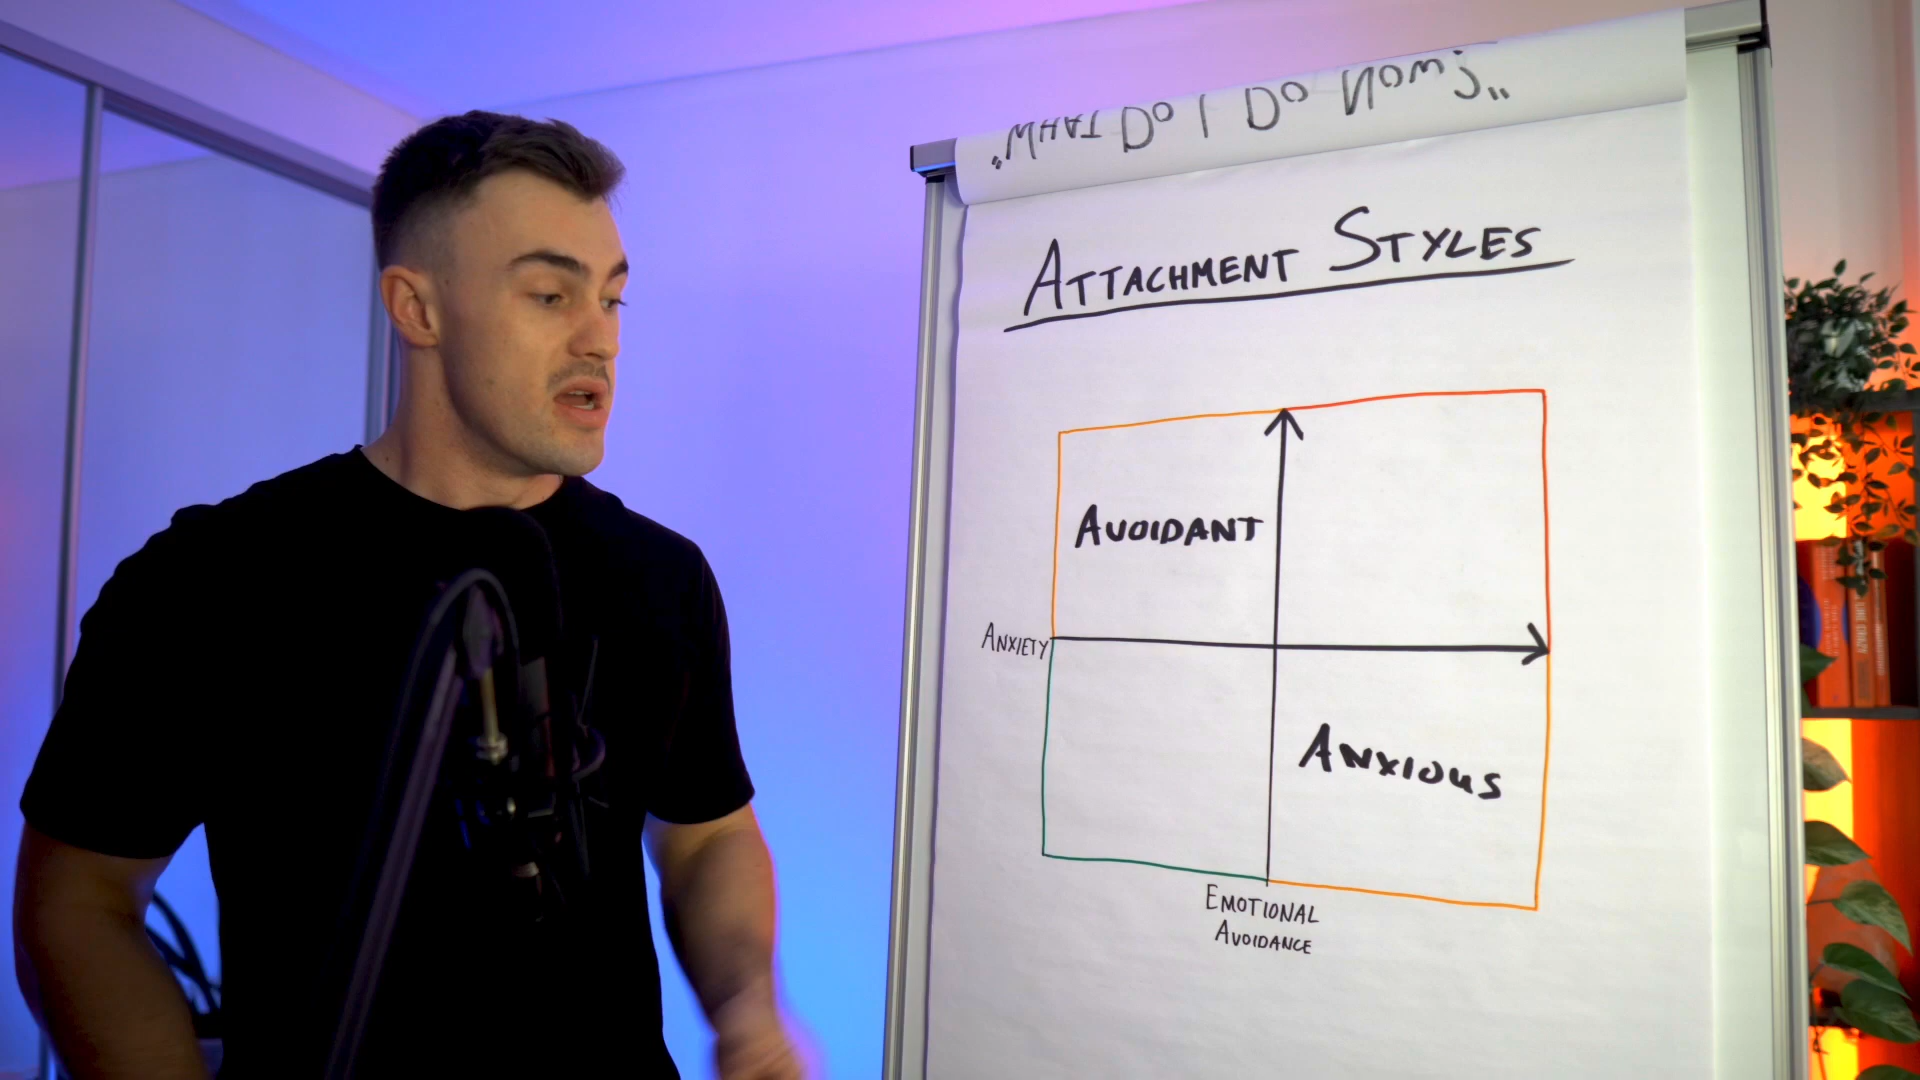 "WHAT DO I DO NOW?"
ATTACHMENT STYLES
AVOIDANT
ANXIETY
ANXIOUS
EMOTIONAL
AVOIDANCE